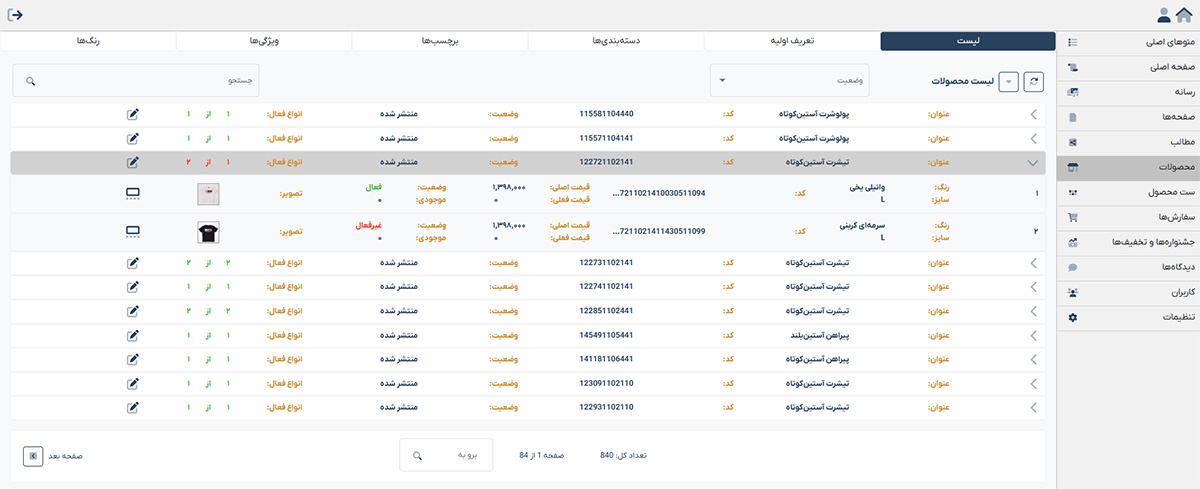 منوهای اصلی
صفحه اصلی
رسانه
صفحه‌ها
مطالب
محصولات
ست محصول
سفارش‌ها
جشنواره‌ها و تخفیف‌ها
دیدگاه‌ها
کاربران
تنظیمات
لیست تعریف اولیه دسته‌بندی‌ها برچسب‌ها ویژگی‌ها رنگ‌ها
لیست محصولات وضعیت جستجو
عنوان: پولوشرت آستین‌کوتاه کد: 115581104440 وضعیت: منتشر شده انواع فعال: ۱ از ۱
عنوان: پولوشرت آستین‌کوتاه کد: 115571104141 وضعیت: منتشر شده انواع فعال: ۱ از ۱
عنوان: تیشرت آستین‌کوتاه کد: 122721102141 وضعیت: منتشر شده انواع فعال: ۱ از ۲
۱ رنگ: وانیلی یخی کد: 7211021410030511094... قیمت اصلی: ۱,۳۹۸,۰۰۰ وضعیت: فعال تصویر:
سایز: L قیمت فعلی: ۰ موجودی: ۰
۲ رنگ: سرمه‌ای کربنی کد: 7211021411430511099... قیمت اصلی: ۱,۳۹۸,۰۰۰ وضعیت: غیرفعال تصویر:
سایز: L قیمت فعلی: ۰ موجودی: ۰
عنوان: تیشرت آستین‌کوتاه کد: 122731102141 وضعیت: منتشر شده انواع فعال: ۲ از ۲
عنوان: تیشرت آستین‌کوتاه کد: 122741102141 وضعیت: منتشر شده انواع فعال: ۱ از ۱
عنوان: تیشرت آستین‌کوتاه کد: 122851102441 وضعیت: منتشر شده انواع فعال: ۲ از ۲
عنوان: پیراهن آستین‌بلند کد: 145491105441 وضعیت: منتشر شده انواع فعال: ۱ از ۱
عنوان: پیراهن آستین‌کوتاه کد: 141181106441 وضعیت: منتشر شده انواع فعال: ۱ از ۱
عنوان: تیشرت آستین‌کوتاه کد: 123091102110 وضعیت: منتشر شده انواع فعال: ۱ از ۱
عنوان: تیشرت آستین‌کوتاه کد: 122931102110 وضعیت: منتشر شده انواع فعال: ۱ از ۱
تعداد کل: 840 صفحه 1 از 84 برو به صفحه بعد